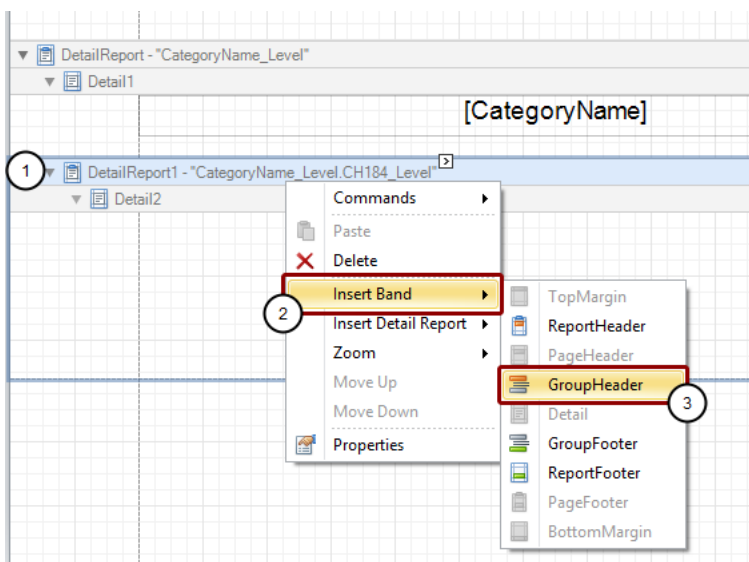 DetailReport - "CategoryName_Level"
Detail1
[CategoryName]
1
DetailReport1 - "CategoryName_Level.CH184_Level"
Detail2
Commands
Paste
Delete
Insert Band
2
Insert Detail Report
Zoom
Move Up
Move Down
Properties
TopMargin
ReportHeader
PageHeader
GroupHeader
3
Detail
GroupFooter
ReportFooter
PageFooter
BottomMargin